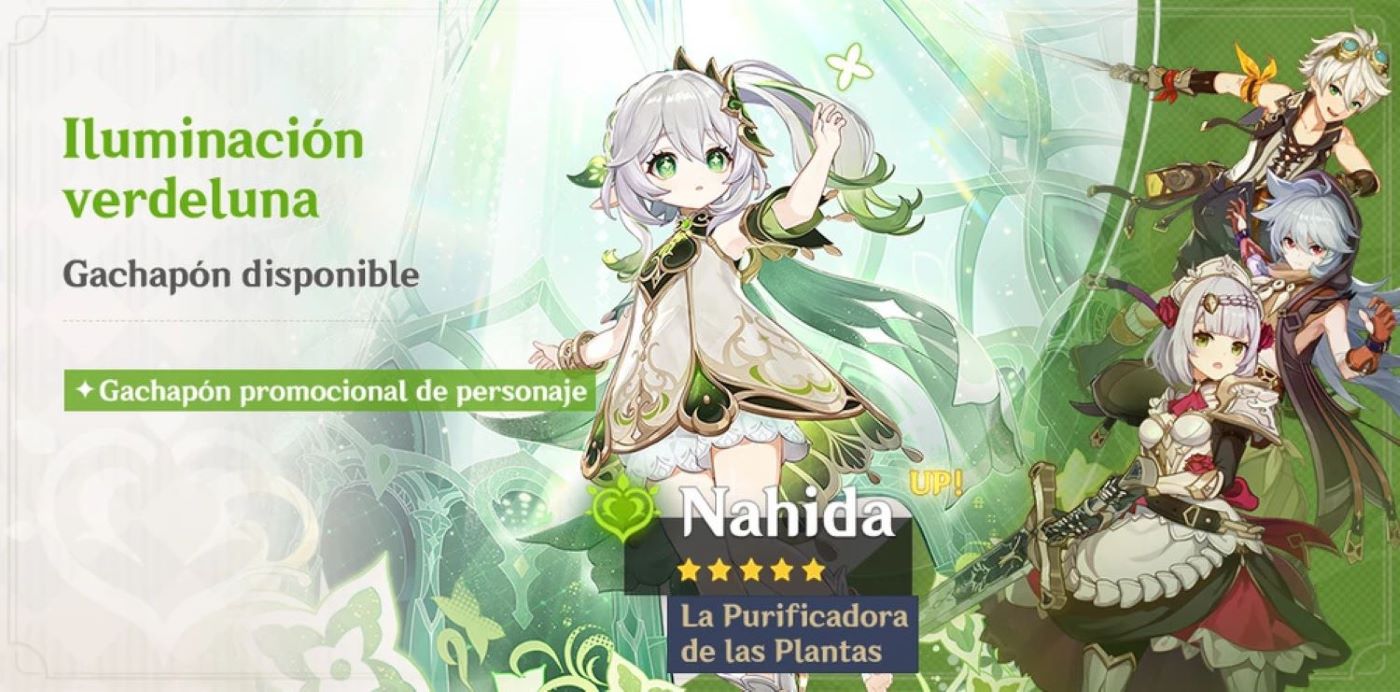 Iluminación
verdeluna
Gachapón disponible
✦Gachapón promocional de personaje
UP!
Nahida
★★★★★
La Purificadora
de las Plantas